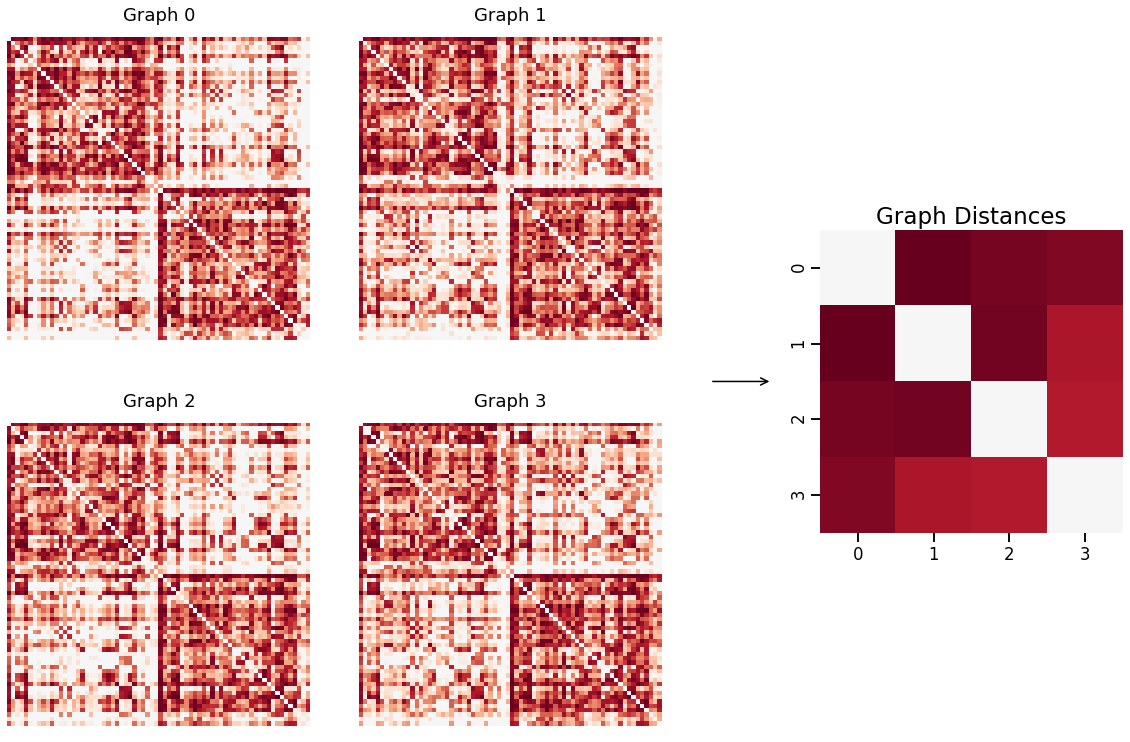 Graph 0
Graph 1
Graph 2
Graph 3
Graph Distances
0
1
2
3
0 1 2 3